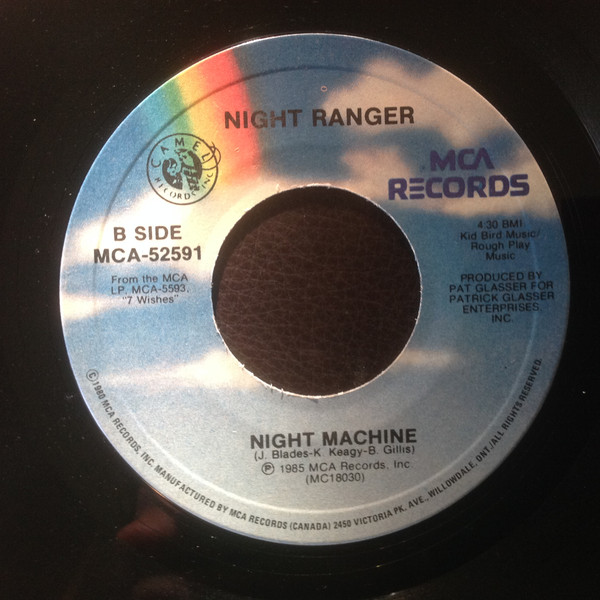 NIGHT RANGER
CAMEL
RECORDS INC.
MCA
RECORDS
B SIDE
MCA-52591
From the MCA
LP, MCA-5593,
"7 Wishes"
4:30 BMI
Kid Bird Music/
Rough Play
Music
PRODUCED BY
PAT GLASSER FOR
PATRICK GLASSER
ENTERPRISES,
INC.
NIGHT MACHINE
(J. Blades-K. Keagy-B. Gillis)
℗ 1985 MCA Records, Inc.
(MC18030)
©1980 MCA RECORDS, INC. MANUFACTURED BY MCA RECORDS (CANADA) 2450 VICTORIA PK. AVE., WILLOWDALE, ONT./ALL RIGHTS RESERVED.